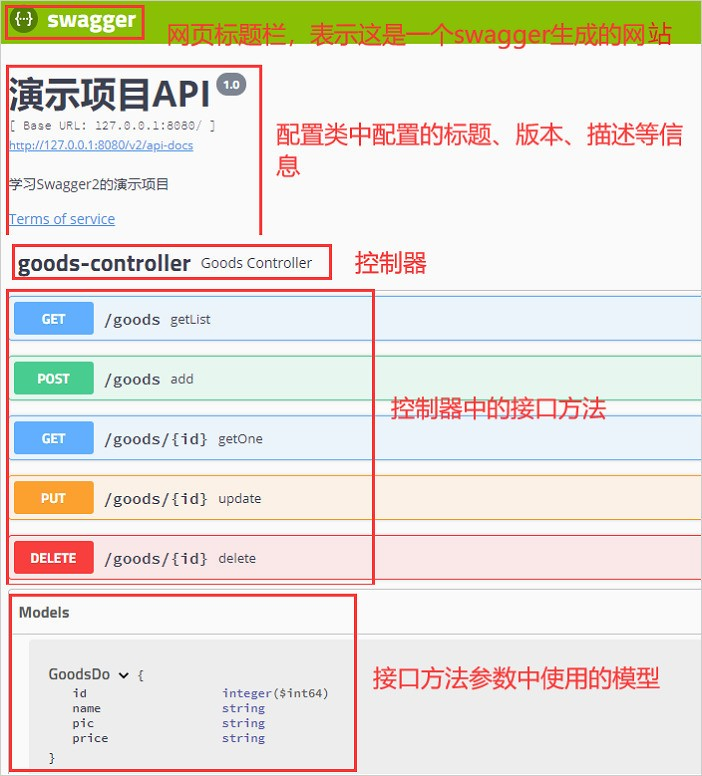 swagger
网页标题栏，表示这是一个swagger生成的网站
演示项目API 1.0
[ Base URL: 127.0.0.1:8080/ ]
http://127.0.0.1:8080/v2/api-docs
配置类中配置的标题、版本、描述等信
息
学习Swagger2的演示项目
Terms of service
goods-controller Goods Controller
控制器
GET /goods getList
POST /goods add
控制器中的接口方法
GET /goods/{id} getOne
PUT /goods/{id} update
DELETE /goods/{id} delete
Models
GoodsDo {
id integer($int64)
name string
pic string
price string
}
接口方法参数中使用的模型